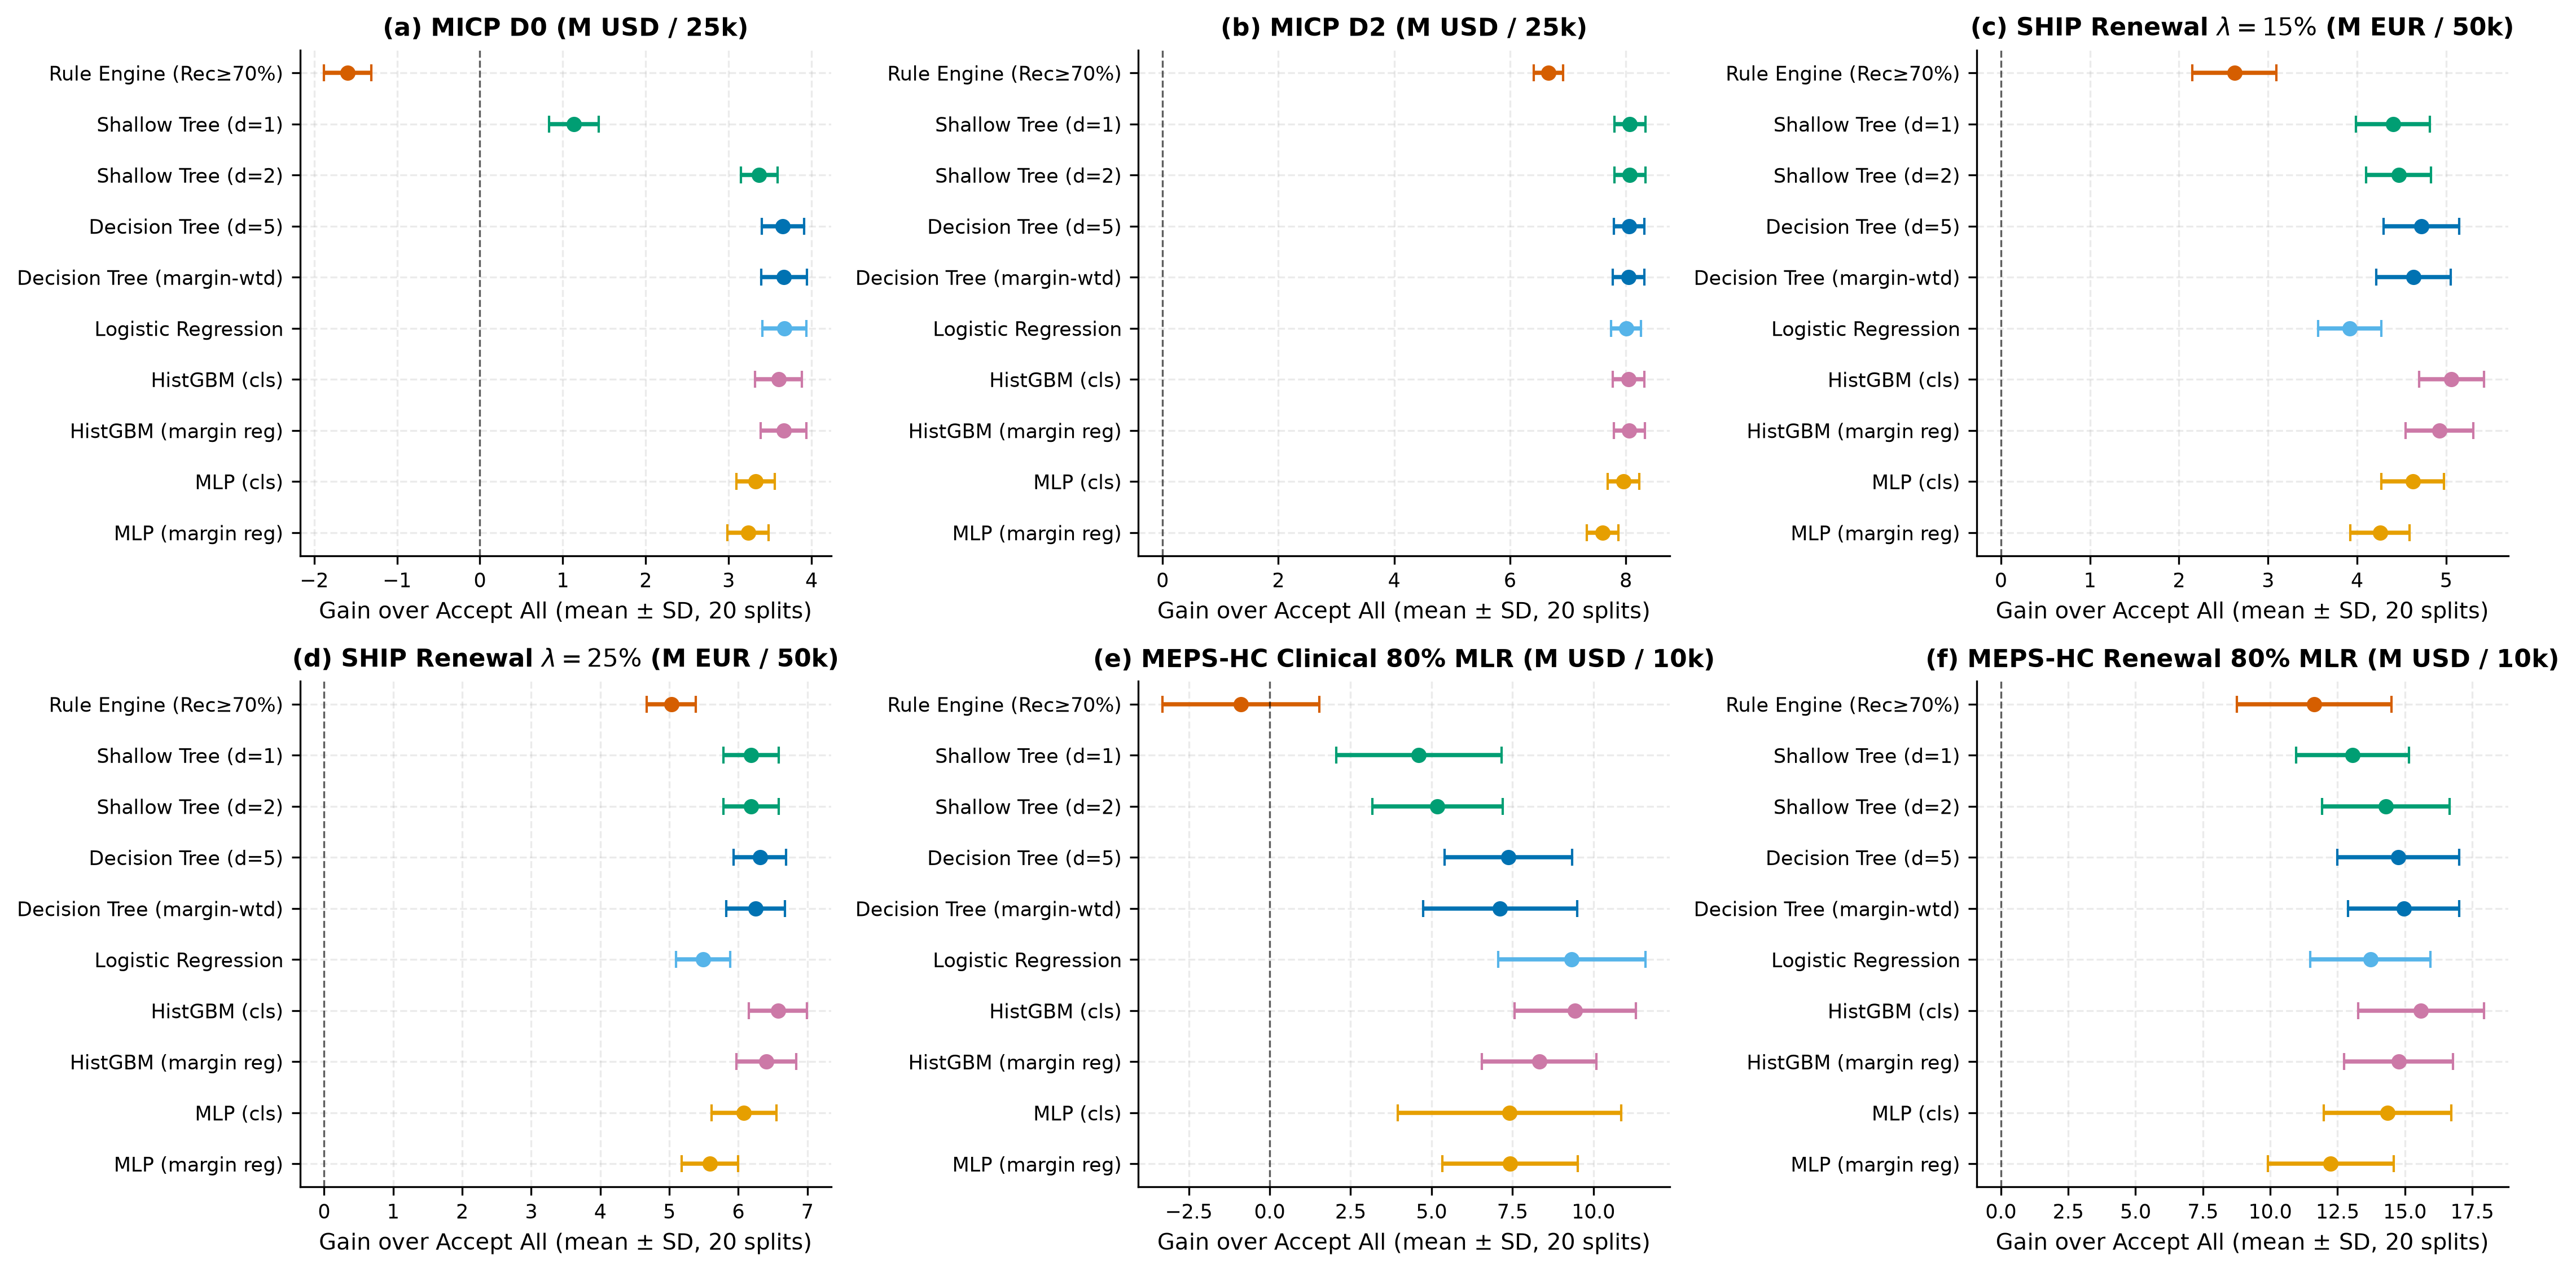 (a) MICP D0 (M USD / 25k)
Rule Engine (Rec≥70%)
Shallow Tree (d=1)
Shallow Tree (d=2)
Decision Tree (d=5)
Decision Tree (margin-wtd)
Logistic Regression
HistGBM (cls)
HistGBM (margin reg)
MLP (cls)
MLP (margin reg)
−2 −1 0 1 2 3 4
Gain over Accept All (mean ± SD, 20 splits)
(b) MICP D2 (M USD / 25k)
Rule Engine (Rec≥70%)
Shallow Tree (d=1)
Shallow Tree (d=2)
Decision Tree (d=5)
Decision Tree (margin-wtd)
Logistic Regression
HistGBM (cls)
HistGBM (margin reg)
MLP (cls)
MLP (margin reg)
0 2 4 6 8
Gain over Accept All (mean ± SD, 20 splits)
(c) SHIP Renewal λ = 15% (M EUR / 50k)
Rule Engine (Rec≥70%)
Shallow Tree (d=1)
Shallow Tree (d=2)
Decision Tree (d=5)
Decision Tree (margin-wtd)
Logistic Regression
HistGBM (cls)
HistGBM (margin reg)
MLP (cls)
MLP (margin reg)
0 1 2 3 4 5
Gain over Accept All (mean ± SD, 20 splits)
(d) SHIP Renewal λ = 25% (M EUR / 50k)
Rule Engine (Rec≥70%)
Shallow Tree (d=1)
Shallow Tree (d=2)
Decision Tree (d=5)
Decision Tree (margin-wtd)
Logistic Regression
HistGBM (cls)
HistGBM (margin reg)
MLP (cls)
MLP (margin reg)
0 1 2 3 4 5 6 7
Gain over Accept All (mean ± SD, 20 splits)
(e) MEPS-HC Clinical 80% MLR (M USD / 10k)
Rule Engine (Rec≥70%)
Shallow Tree (d=1)
Shallow Tree (d=2)
Decision Tree (d=5)
Decision Tree (margin-wtd)
Logistic Regression
HistGBM (cls)
HistGBM (margin reg)
MLP (cls)
MLP (margin reg)
−2.5 0.0 2.5 5.0 7.5 10.0
Gain over Accept All (mean ± SD, 20 splits)
(f) MEPS-HC Renewal 80% MLR (M USD / 10k)
Rule Engine (Rec≥70%)
Shallow Tree (d=1)
Shallow Tree (d=2)
Decision Tree (d=5)
Decision Tree (margin-wtd)
Logistic Regression
HistGBM (cls)
HistGBM (margin reg)
MLP (cls)
MLP (margin reg)
0.0 2.5 5.0 7.5 10.0 12.5 15.0 17.5
Gain over Accept All (mean ± SD, 20 splits)